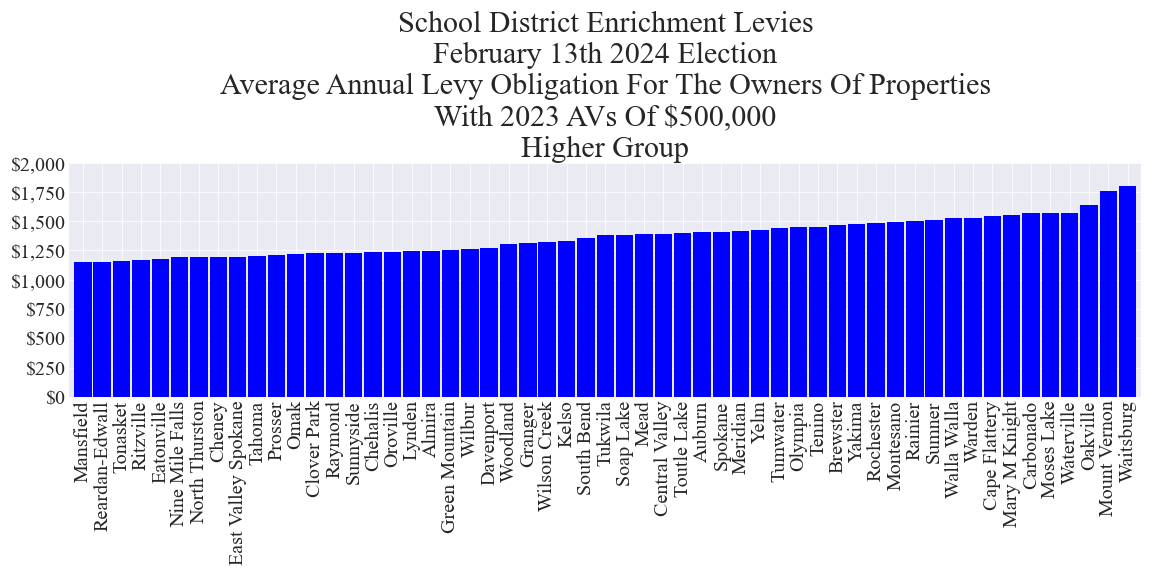 School District Enrichment Levies
February 13th 2024 Election
Average Annual Levy Obligation For The Owners Of Properties
With 2023 AVs Of $500,000
Higher Group
$2,000
$1,750
$1,500
$1,250
$1,000
$750
$500
$250
$0
Mansfield
Reardan-Edwall
Tonasket
Ritzville
Eatonville
Nine Mile Falls
North Thurston
Cheney
East Valley Spokane
Tahoma
Prosser
Omak
Clover Park
Raymond
Sunnyside
Chehalis
Oroville
Lynden
Almira
Green Mountain
Wilbur
Davenport
Woodland
Granger
Wilson Creek
Kelso
South Bend
Tukwila
Soap Lake
Mead
Central Valley
Toutle Lake
Auburn
Spokane
Meridian
Yelm
Tumwater
Olympia
Tenino
Brewster
Yakima
Rochester
Montesano
Rainier
Sumner
Walla Walla
Warden
Cape Flattery
Mary M Knight
Carbonado
Moses Lake
Waterville
Oakville
Mount Vernon
Waitsburg